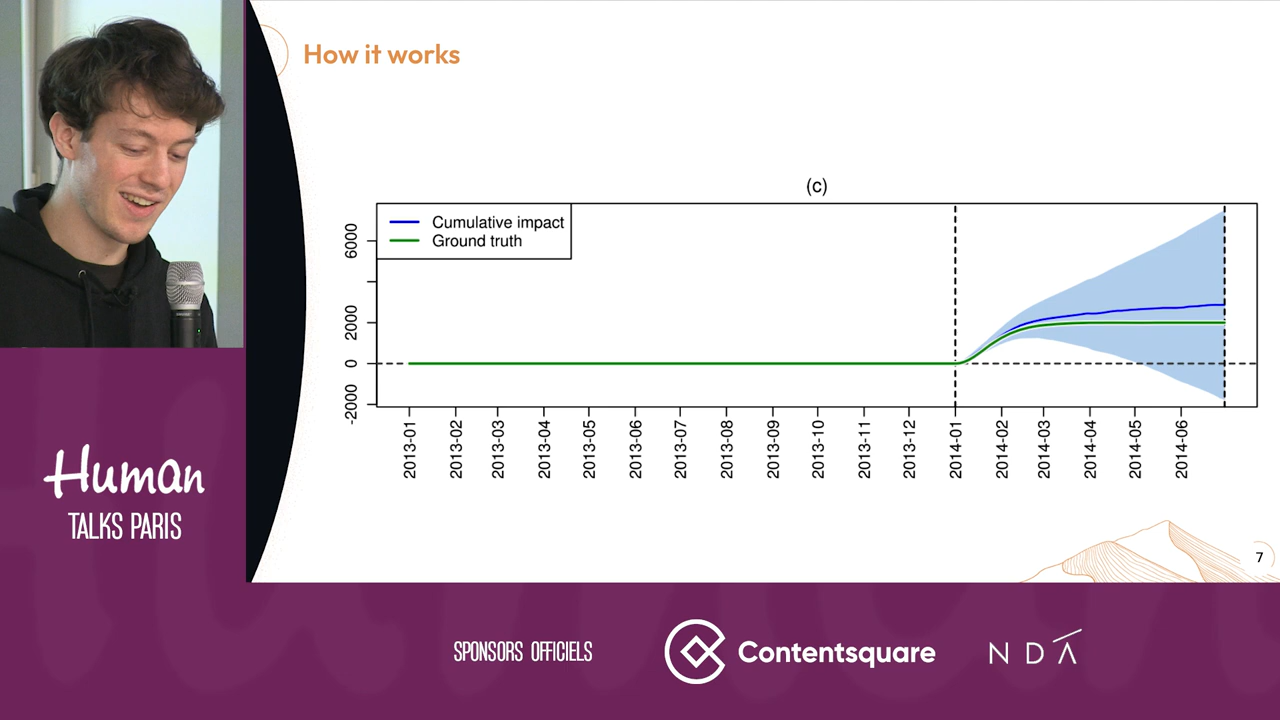 How it works
(c)
Cumulative impact
Ground truth
6000
2000
0
-2000
2013-01
2013-02
2013-03
2013-04
2013-05
2013-06
2013-07
2013-08
2013-09
2013-10
2013-11
2013-12
2014-01
2014-02
2014-03
2014-04
2014-05
2014-06
7
Human
TALKS PARIS
SPONSORS OFFICIELS
Contentsquare
NDA